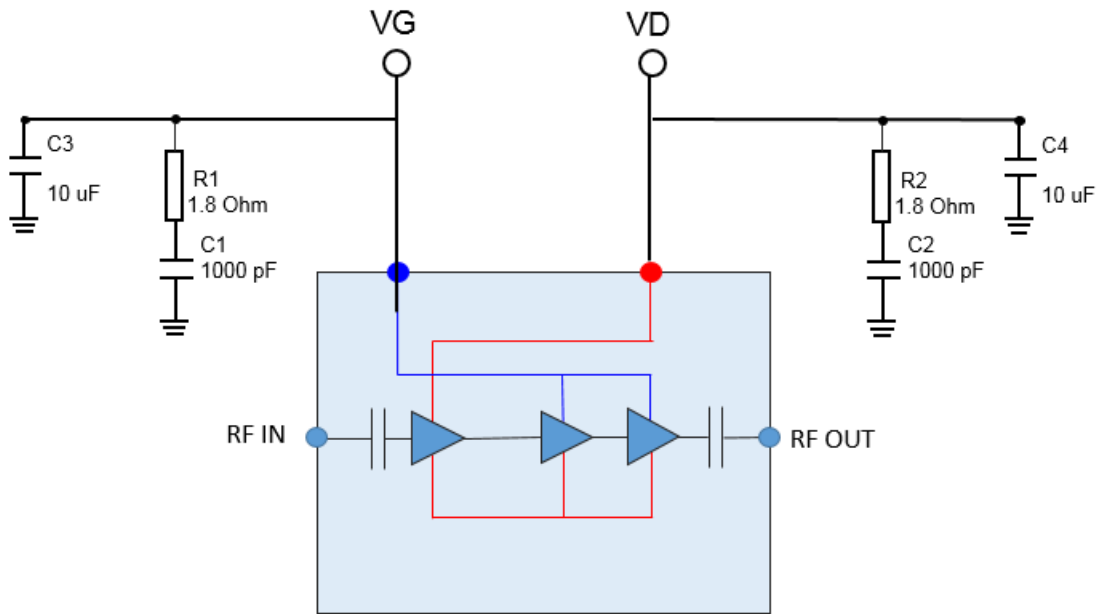 VG
VD
C3
10 uF
R1
1.8 Ohm
C1
1000 pF
R2
1.8 Ohm
C2
1000 pF
C4
10 uF
RF IN
RF OUT